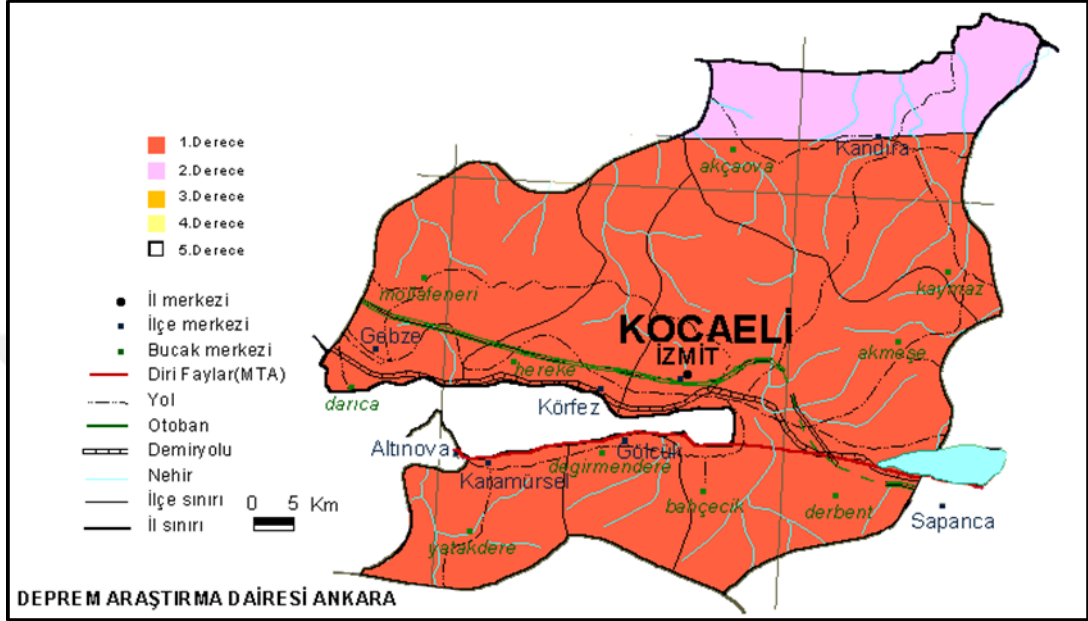 1.Derece
2.Derece
3.Derece
4.Derece
5.Derece
İl merkezi
İlçe merkezi
Bucak merkezi
Diri Faylar(MTA)
Yol
Otoban
Demiryolu
Nehir
İlçe sınırı
İl sınırı
0 5 Km
Kandıra
akçaova
mollafeneri
kaymaz
KOCAELİ
İZMİT
Gebze
akmeşe
hereke
darıca
Körfez
Altınova
Gölcük
degirmendere
Karamürsel
bahçecik
derbent
Sapanca
yatakdere
DEPREM ARAŞTIRMA DAİRESİ ANKARA